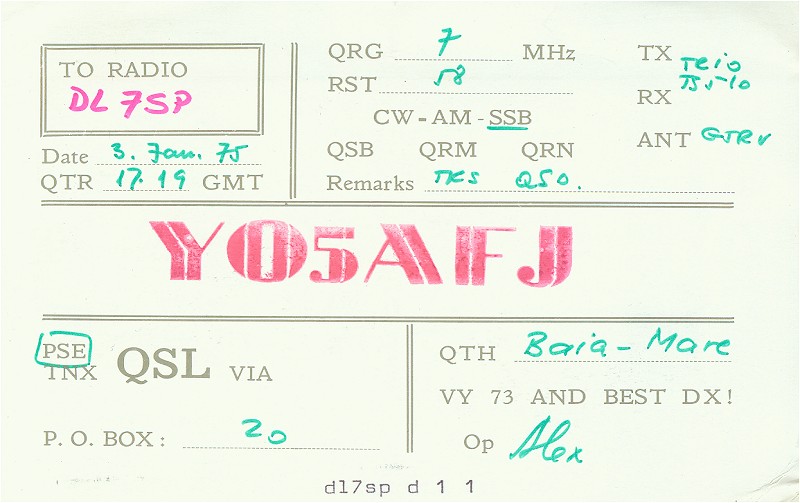 TO RADIO
DL7SP
Date 3. Jan. 75
QTR 17.19 GMT
QRG 7 MHz
RST 58
CW - AM - SSB
QSB QRM QRN
Remarks TKS QSO.
TX TRIO
RX
ANT
YO5AFJ
PSE
TNX QSL VIA
P. O. BOX: 20
QTH Baia-Mare
VY 73 AND BEST DX!
Op Alex
dl7sp d 1 1